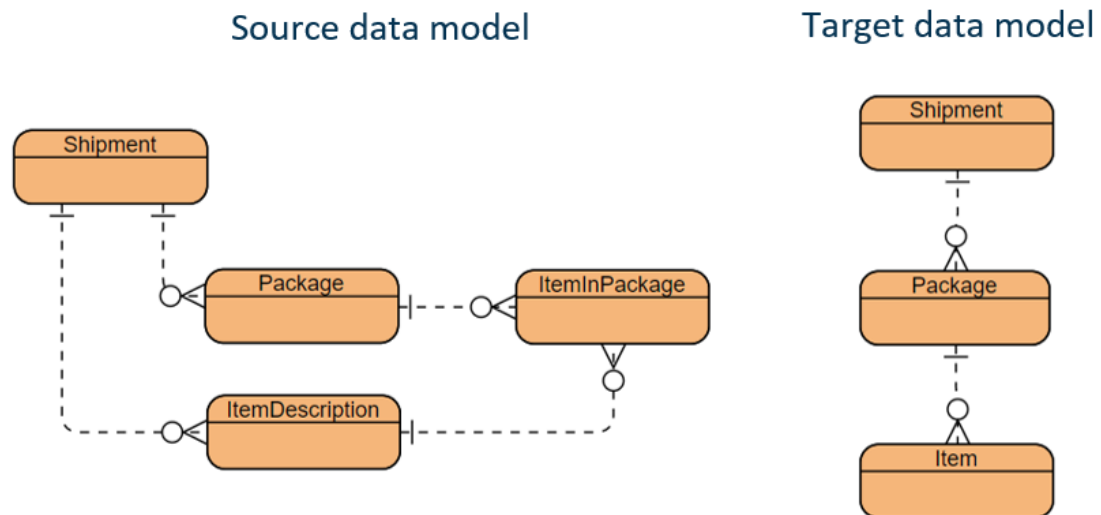 Source data model
Target data model
Shipment
Package
ItemInPackage
ItemDescription
Shipment
Package
Item